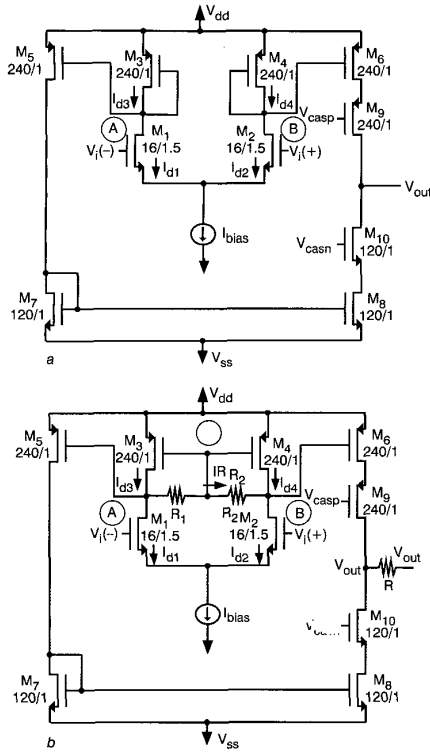 Vdd
M5
240/1
M3
240/1
M4
240/1
M6
240/1
Id3
Id4
Vcasp
M9
240/1
A
B
M1
16/1.5
M2
16/1.5
Vi(-)
Vi(+)
Id1
Id2
Vout
Ibias
Vcasn
M10
120/1
M7
120/1
M8
120/1
a
Vss
Vdd
M5
240/1
M3
240/1
M4
240/1
M6
240/1
IR
R2
Id3
Id4
Vcasp
M9
240/1
A
R1
R2
B
M1
16/1.5
M2
16/1.5
Vi(-)
Vi(+)
Id1
Id2
Vout
Vout
R
Ibias
M10
120/1
M7
120/1
M8
120/1
b
Vss